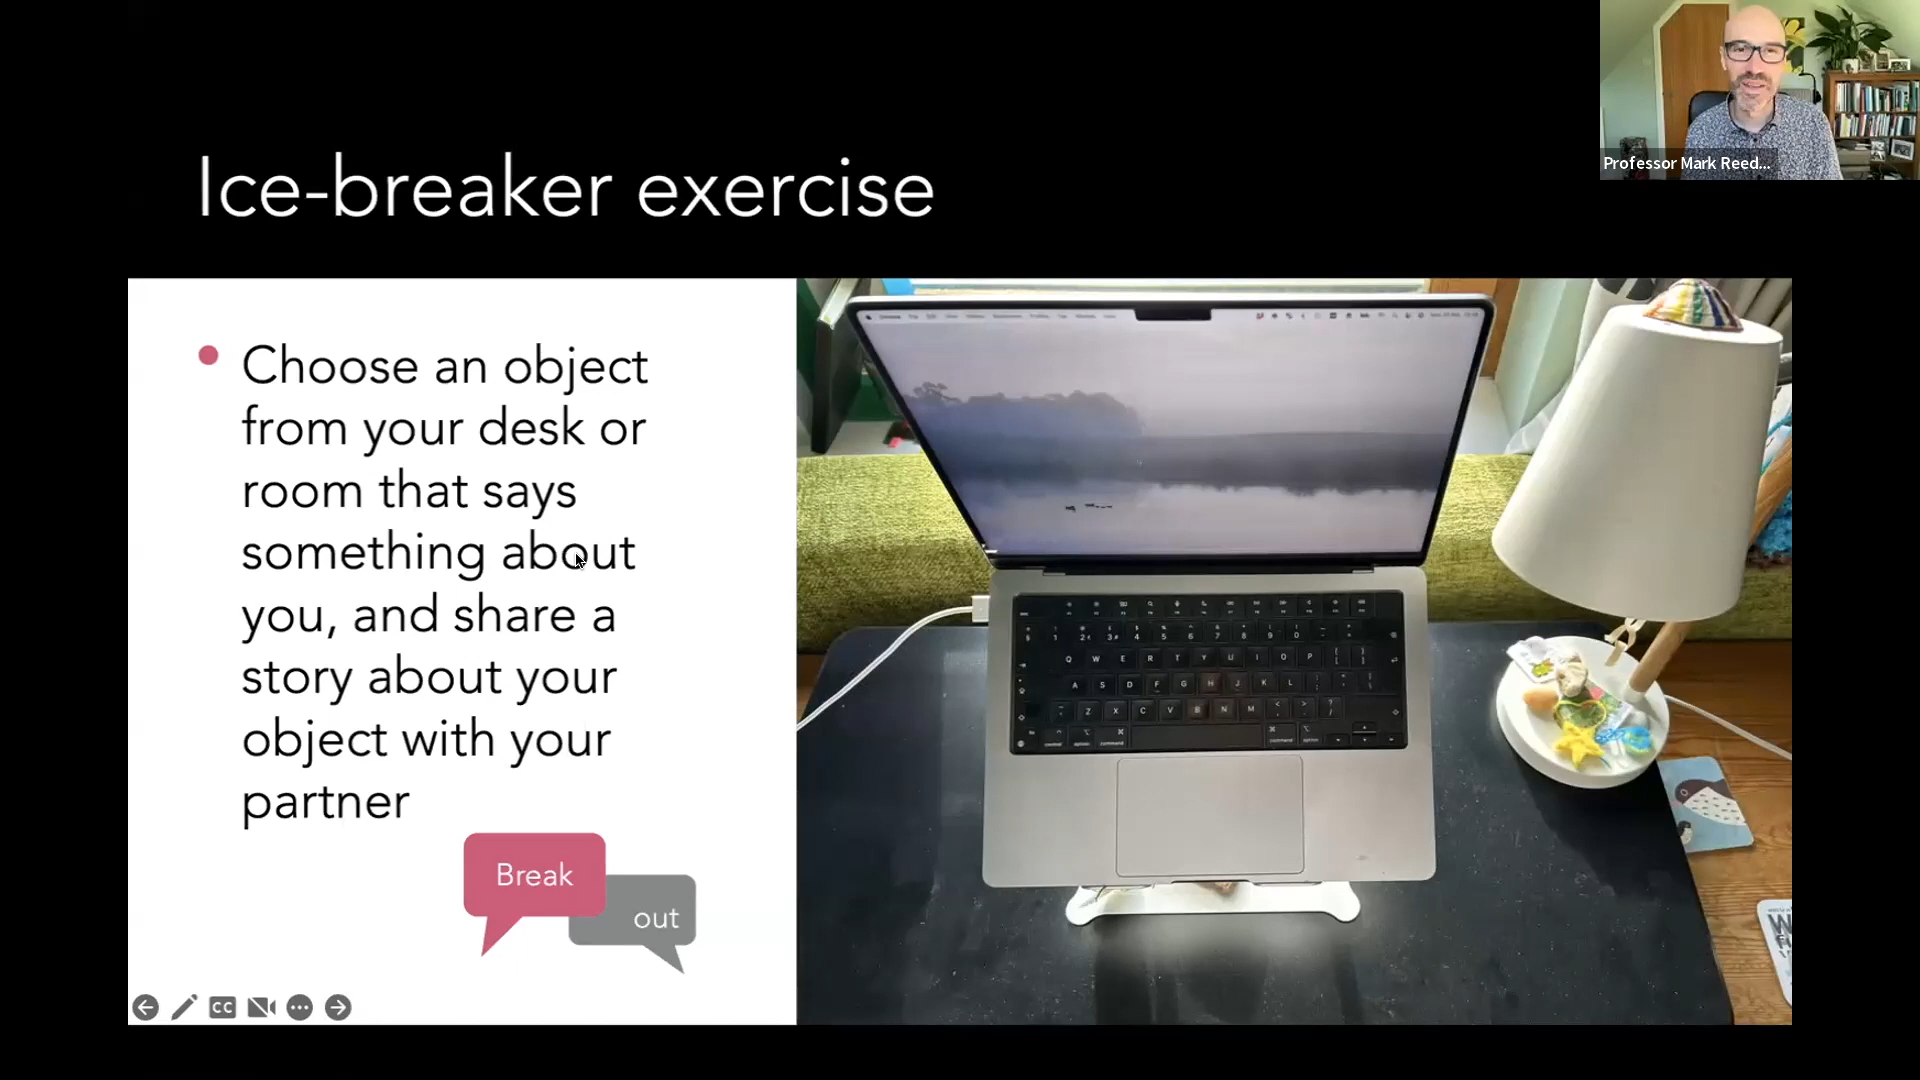 Professor Mark Reed...
Ice-breaker exercise
Choose an object
from your desk or
room that says
something about
you, and share a
story about your
object with your
partner
Break
out
CC